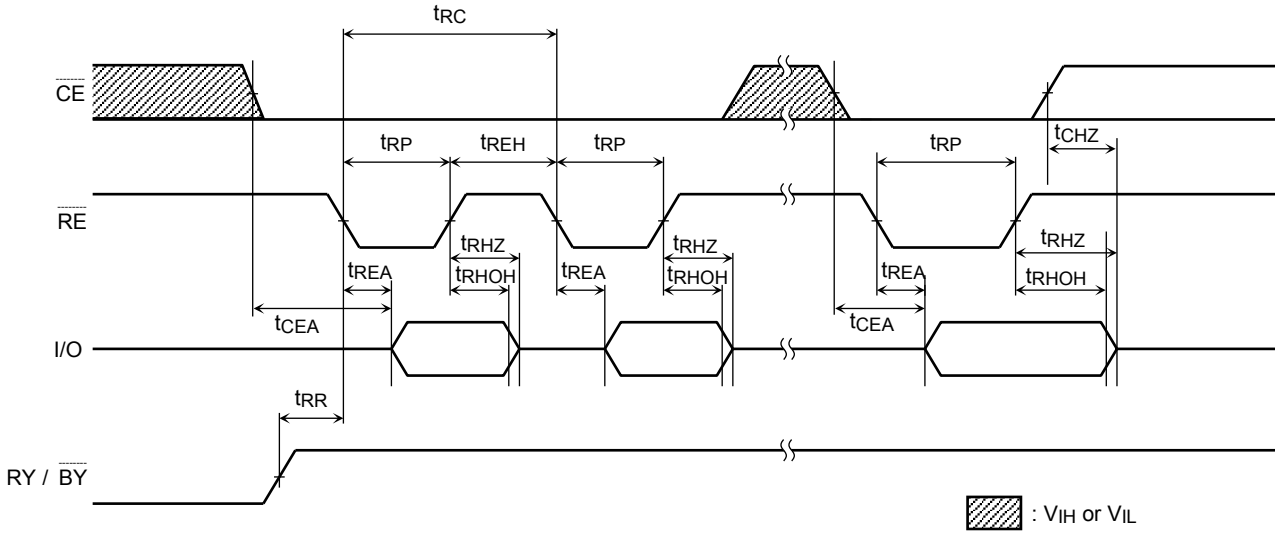 tRC
CE
tCHZ
tRP tREH tRP tRP
RE
tRHZ tRHZ tRHZ
tREA tRHOH tREA tRHOH tREA tRHOH
tCEA tCEA
I/O
tRR
RY / BY
: VIH or VIL